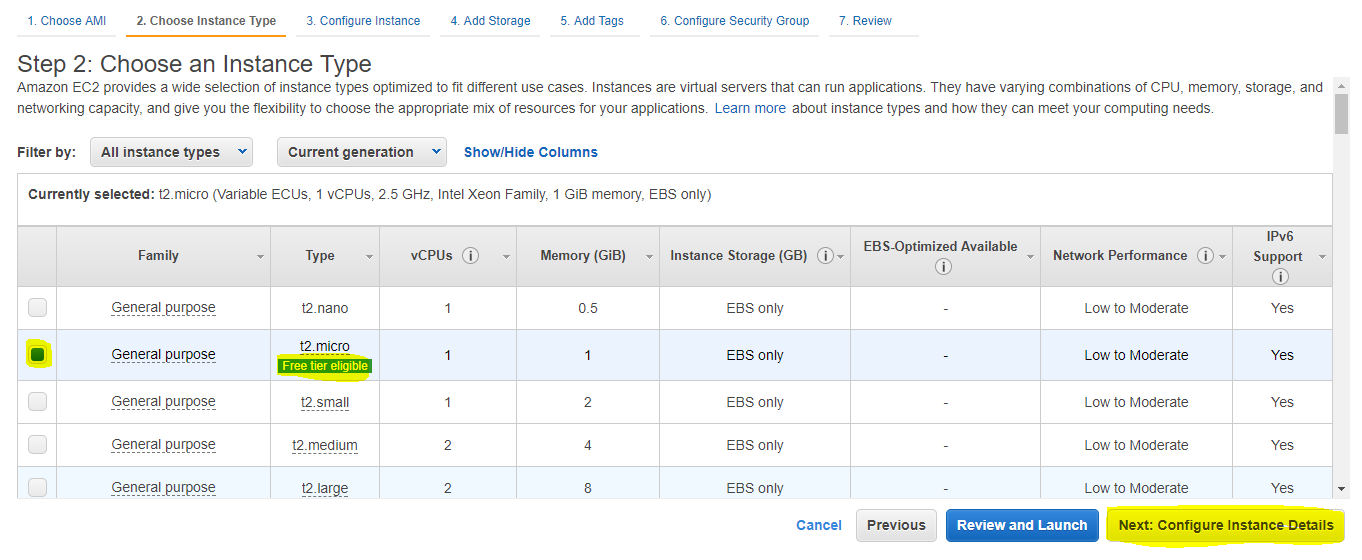 1. Choose AMI 2. Choose Instance Type 3. Configure Instance 4. Add Storage 5. Add Tags 6. Configure Security Group 7. Review
Step 2: Choose an Instance Type
Amazon EC2 provides a wide selection of instance types optimized to fit different use cases. Instances are virtual servers that can run applications. They have varying combinations of CPU, memory, storage, and
networking capacity, and give you the flexibility to choose the appropriate mix of resources for your applications. Learn more about instance types and how they can meet your computing needs.
Filter by: All instance types Current generation Show/Hide Columns
Currently selected: t2.micro (Variable ECUs, 1 vCPUs, 2.5 GHz, Intel Xeon Family, 1 GiB memory, EBS only)
Family Type vCPUs i Memory (GiB) Instance Storage (GB) i EBS-Optimized Available i Network Performance i IPv6 Support i
General purpose t2.nano 1 0.5 EBS only - Low to Moderate Yes
General purpose t2.micro 1 1 EBS only - Low to Moderate Yes
Free tier eligible
General purpose t2.small 1 2 EBS only - Low to Moderate Yes
General purpose t2.medium 2 4 EBS only - Low to Moderate Yes
General purpose t2.large 2 8 EBS only - Low to Moderate Yes
Cancel Previous Review and Launch Next: Configure Instance Details